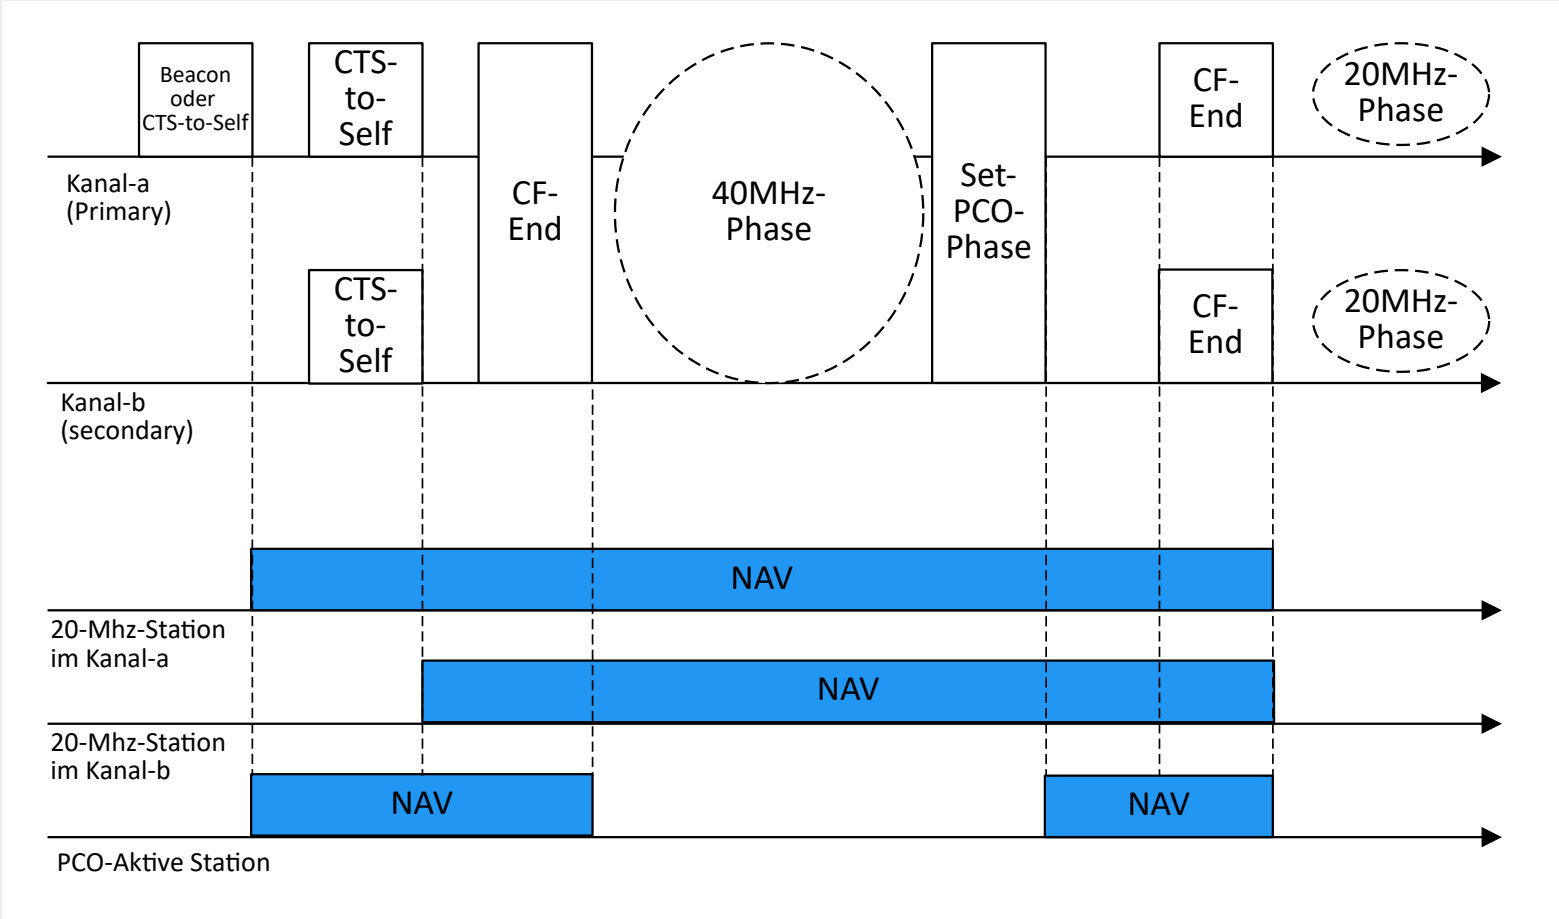 Beacon
oder
CTS-to-Self
CTS-
to-
Self
CF-
End
40MHz-
Phase
Set-
PCO-
Phase
CF-
End
20MHz-
Phase
Kanal-a
(Primary)
CTS-
to-
Self
CF-
End
20MHz-
Phase
Kanal-b
(secondary)
NAV
20-Mhz-Station
im Kanal-a
NAV
20-Mhz-Station
im Kanal-b
NAV
NAV
PCO-Aktive Station